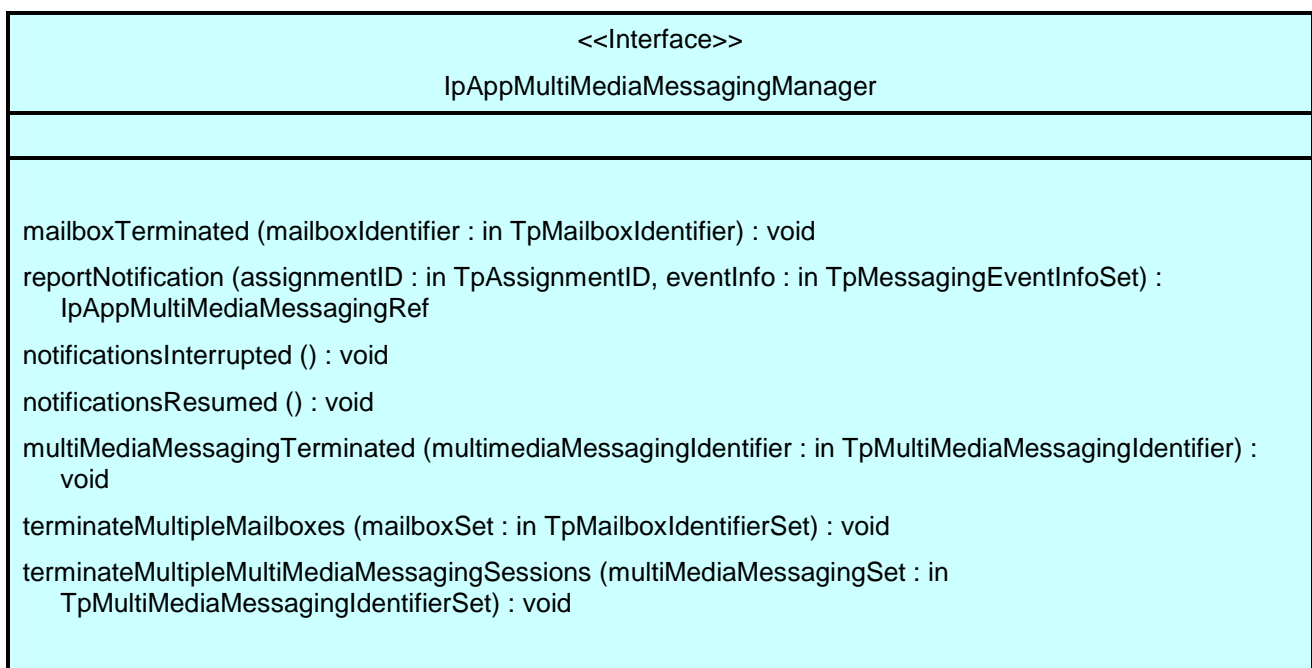 <<Interface>>
IpAppMultiMediaMessagingManager
mailboxTerminated (mailboxIdentifier : in TpMailboxIdentifier) : void
reportNotification (assignmentID : in TpAssignmentID, eventInfo : in TpMessagingEventInfoSet) :
IpAppMultiMediaMessagingRef
notificationsInterrupted () : void
notificationsResumed () : void
multiMediaMessagingTerminated (multimediaMessagingIdentifier : in TpMultiMediaMessagingIdentifier) :
void
terminateMultipleMailboxes (mailboxSet : in TpMailboxIdentifierSet) : void
terminateMultipleMultiMediaMessagingSessions (multiMediaMessagingSet : in
TpMultiMediaMessagingIdentifierSet) : void